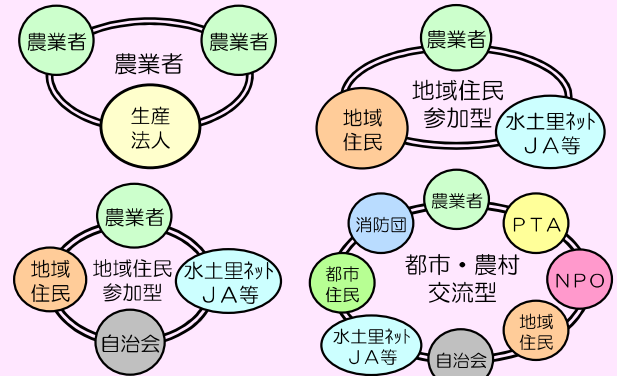 農業者
農業者
農業者
生産
法人
農業者
地域住民
参加型
地域
住民
水土里ネット
ＪＡ等
農業者
地域
住民
地域住民
参加型
水土里ネット
ＪＡ等
自治会
農業者
消防団
ＰＴＡ
都市・農村
交流型
都市
住民
ＮＰＯ
地域
住民
水土里ネット
ＪＡ等
自治会